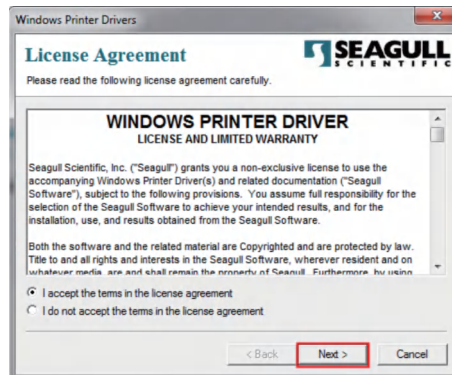 Windows Printer Drivers
License Agreement
SEAGULL
SCIENTIFIC
Please read the following license agreement carefully.
WINDOWS PRINTER DRIVER
LICENSE AND LIMITED WARRANTY
Seagull Scientific, Inc. ("Seagull") grants you a non-exclusive license to use the
accompanying Windows Printer Driver(s) and related documentation ("Seagull
Software"), subject to the following provisions. You assume full responsibility for the
selection of the Seagull Software to achieve your intended results, and for the
installation, use, and results obtained from the Seagull Software.
Both the software and the related material are Copyrighted and are protected by law.
Title to and all rights and interests in the Seagull Software, wherever resident and on
whatever media, are and shall remain the property of Seagull. Furthermore, by using
I accept the terms in the license agreement
I do not accept the terms in the license agreement
< Back
Next >
Cancel